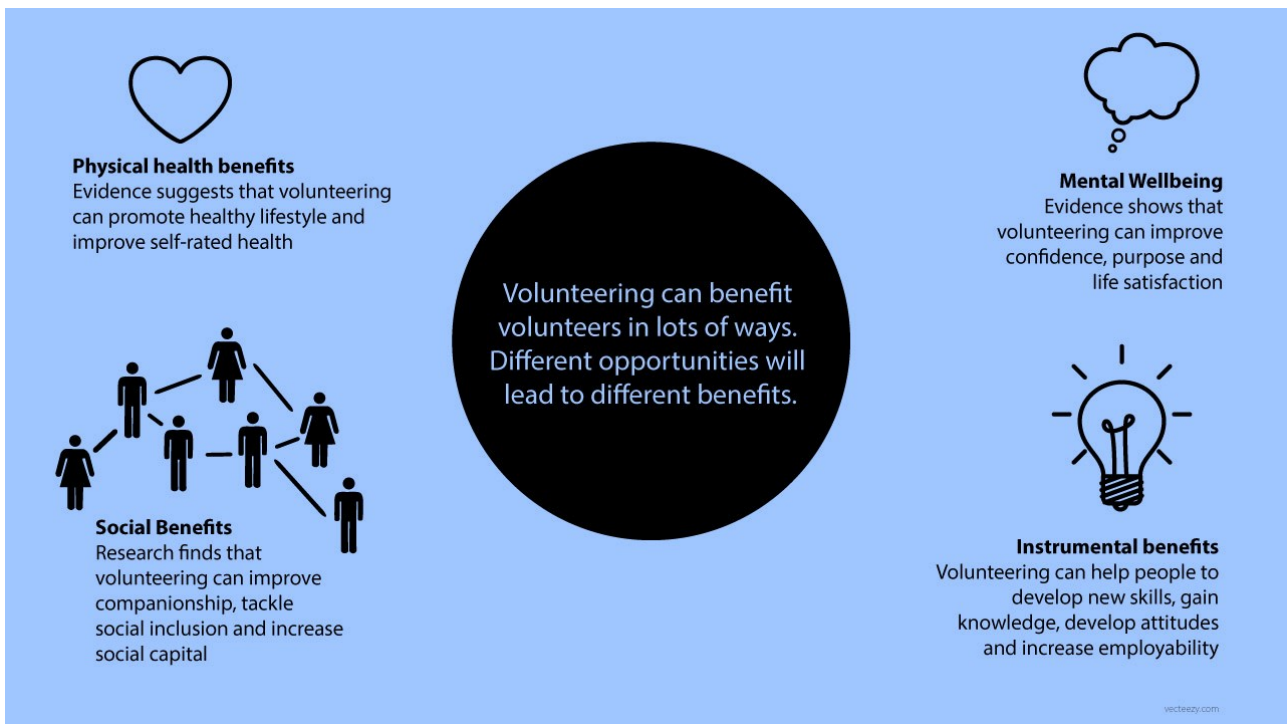 Physical health benefits
Evidence suggests that volunteering
can promote healthy lifestyle and
improve self-rated health
Mental Wellbeing
Evidence shows that
volunteering can improve
confidence, purpose and
life satisfaction
Volunteering can benefit
volunteers in lots of ways.
Different opportunities will
lead to different benefits.
Social Benefits
Research finds that
volunteering can improve
companionship, tackle
social inclusion and increase
social capital
Instrumental benefits
Volunteering can help people to
develop new skills, gain
knowledge, develop attitudes
and increase employability
vecteezy.com